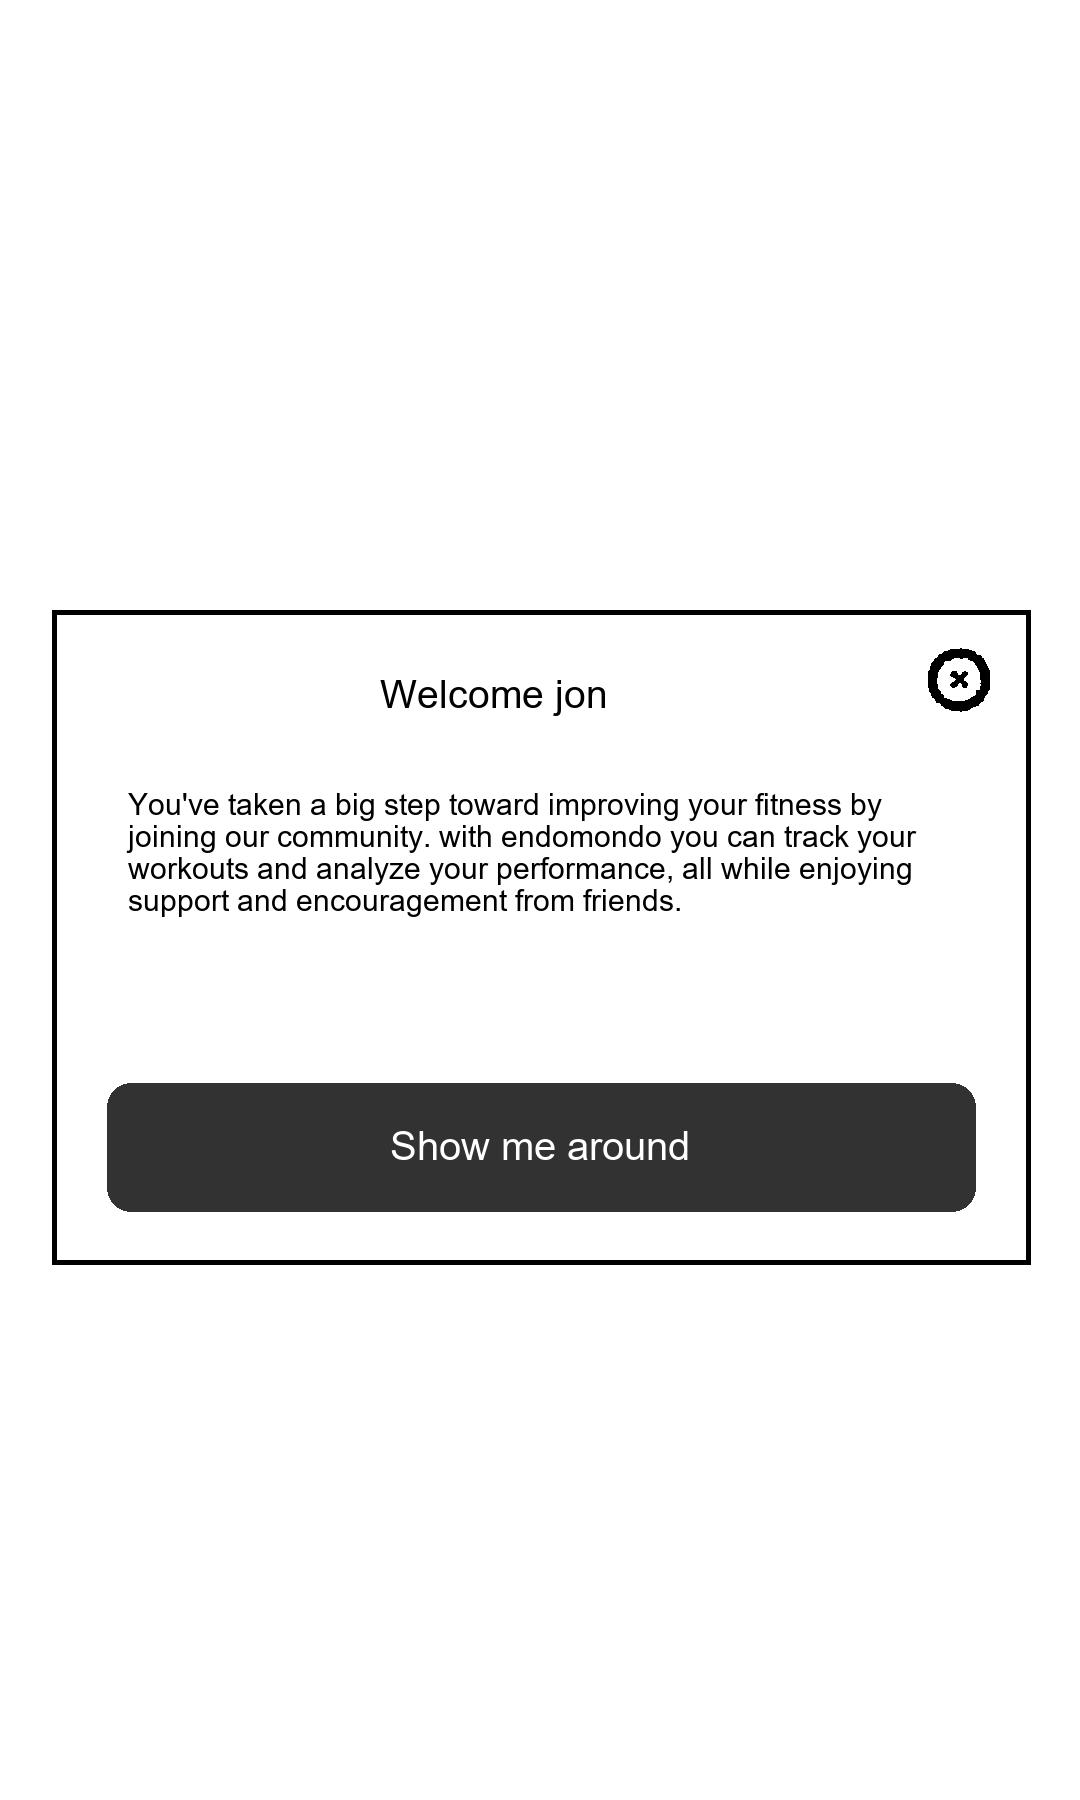 Welcome jon
You've taken a big step toward improving your fitness by
joining our community. with endomondo you can track your
workouts and analyze your performance, all while enjoying
support and encouragement from friends.
Show me around